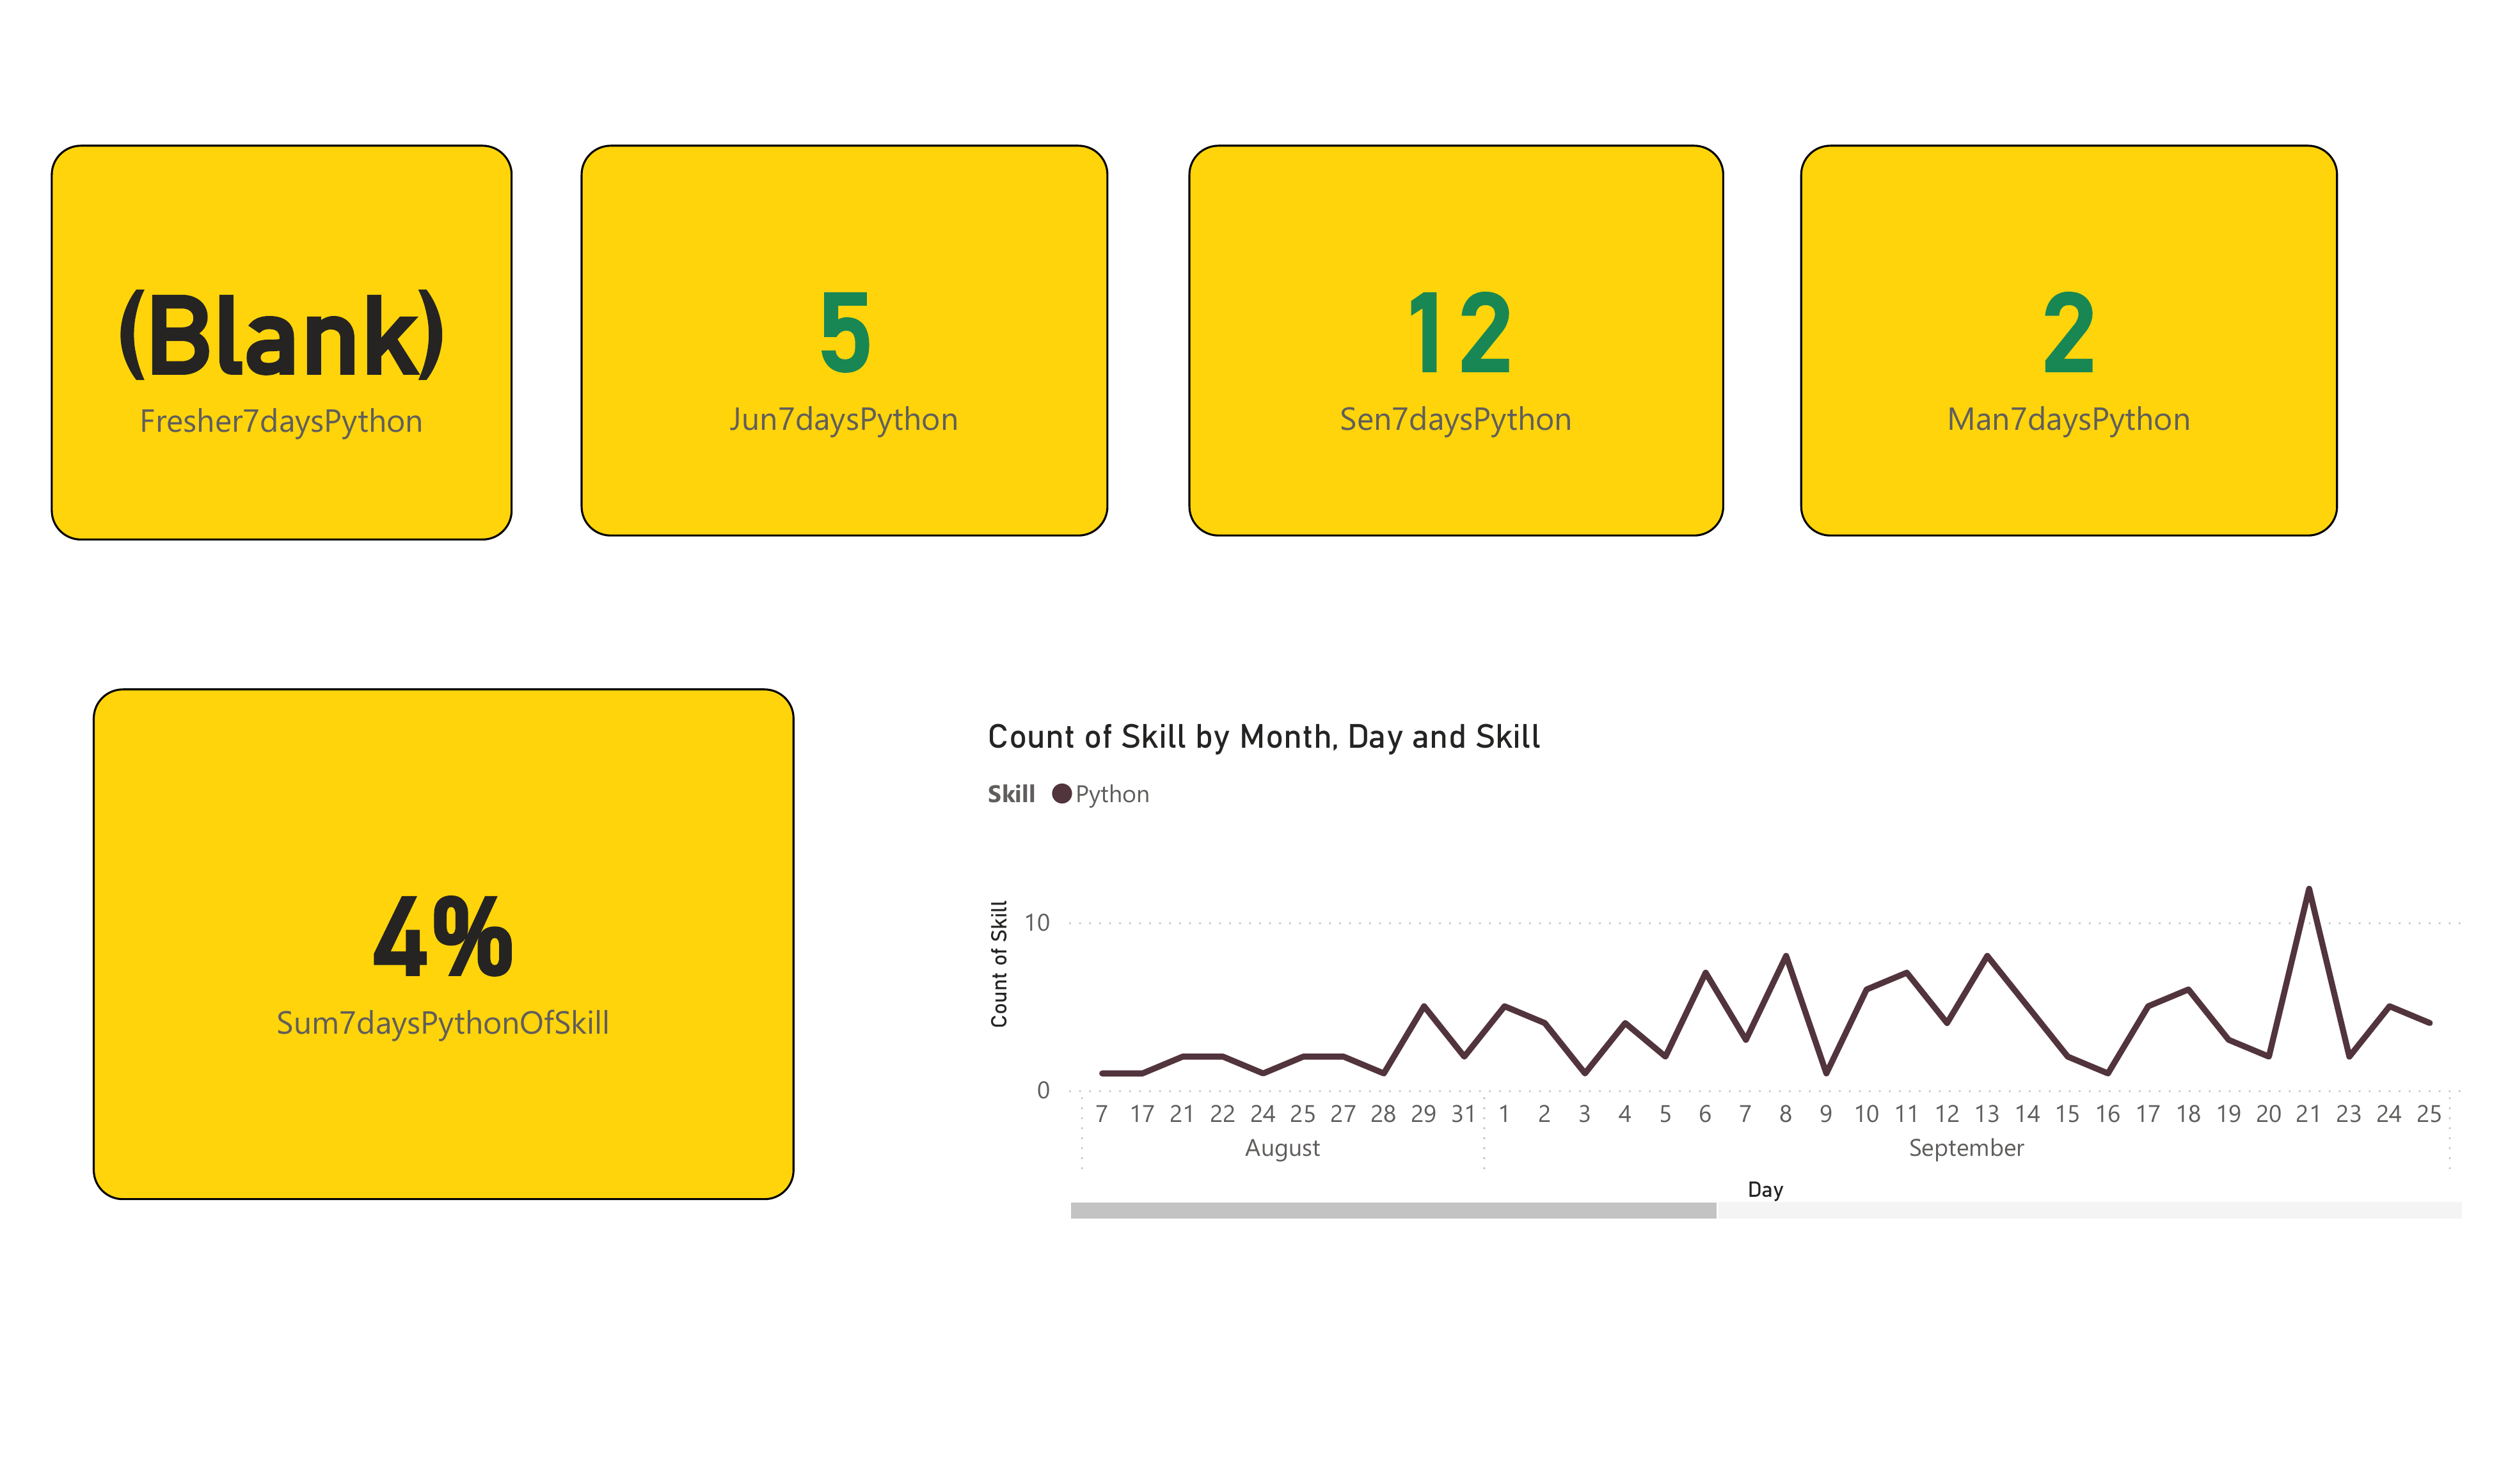 (Blank)
Fresher7daysPython
5
Jun7daysPython
12
Sen7daysPython
2
Man7daysPython
4%
Sum7daysPythonOfSkill
Count of Skill by Month, Day and Skill
Skill Python
Count of Skill
10
0
7 17 21 22 24 25 27 28 29 31 1 2 3 4 5 6 7 8 9 10 11 12 13 14 15 16 17 18 19 20 21 23 24 25
August September
Day